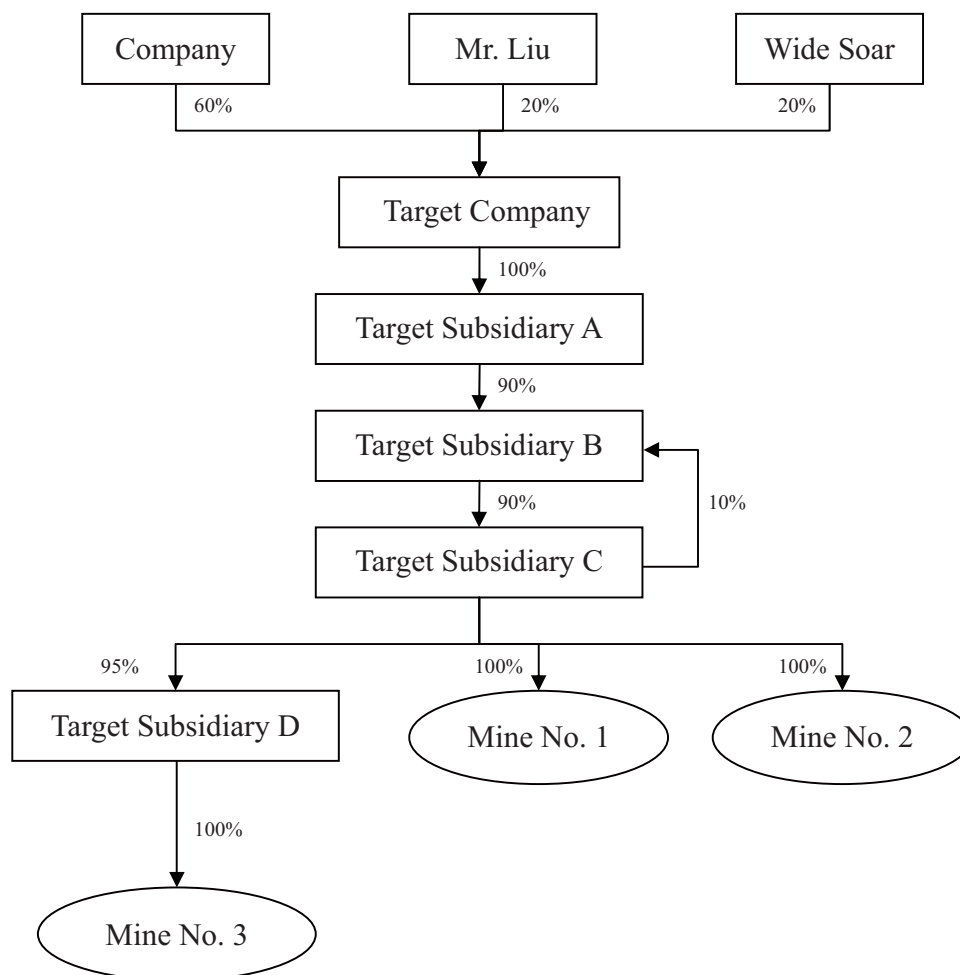 Company
Mr. Liu
Wide Soar
60%
20%
20%
Target Company
100%
Target Subsidiary A
90%
Target Subsidiary B
90%
10%
Target Subsidiary C
95%
100%
100%
Target Subsidiary D
Mine No. 1
Mine No. 2
100%
Mine No. 3